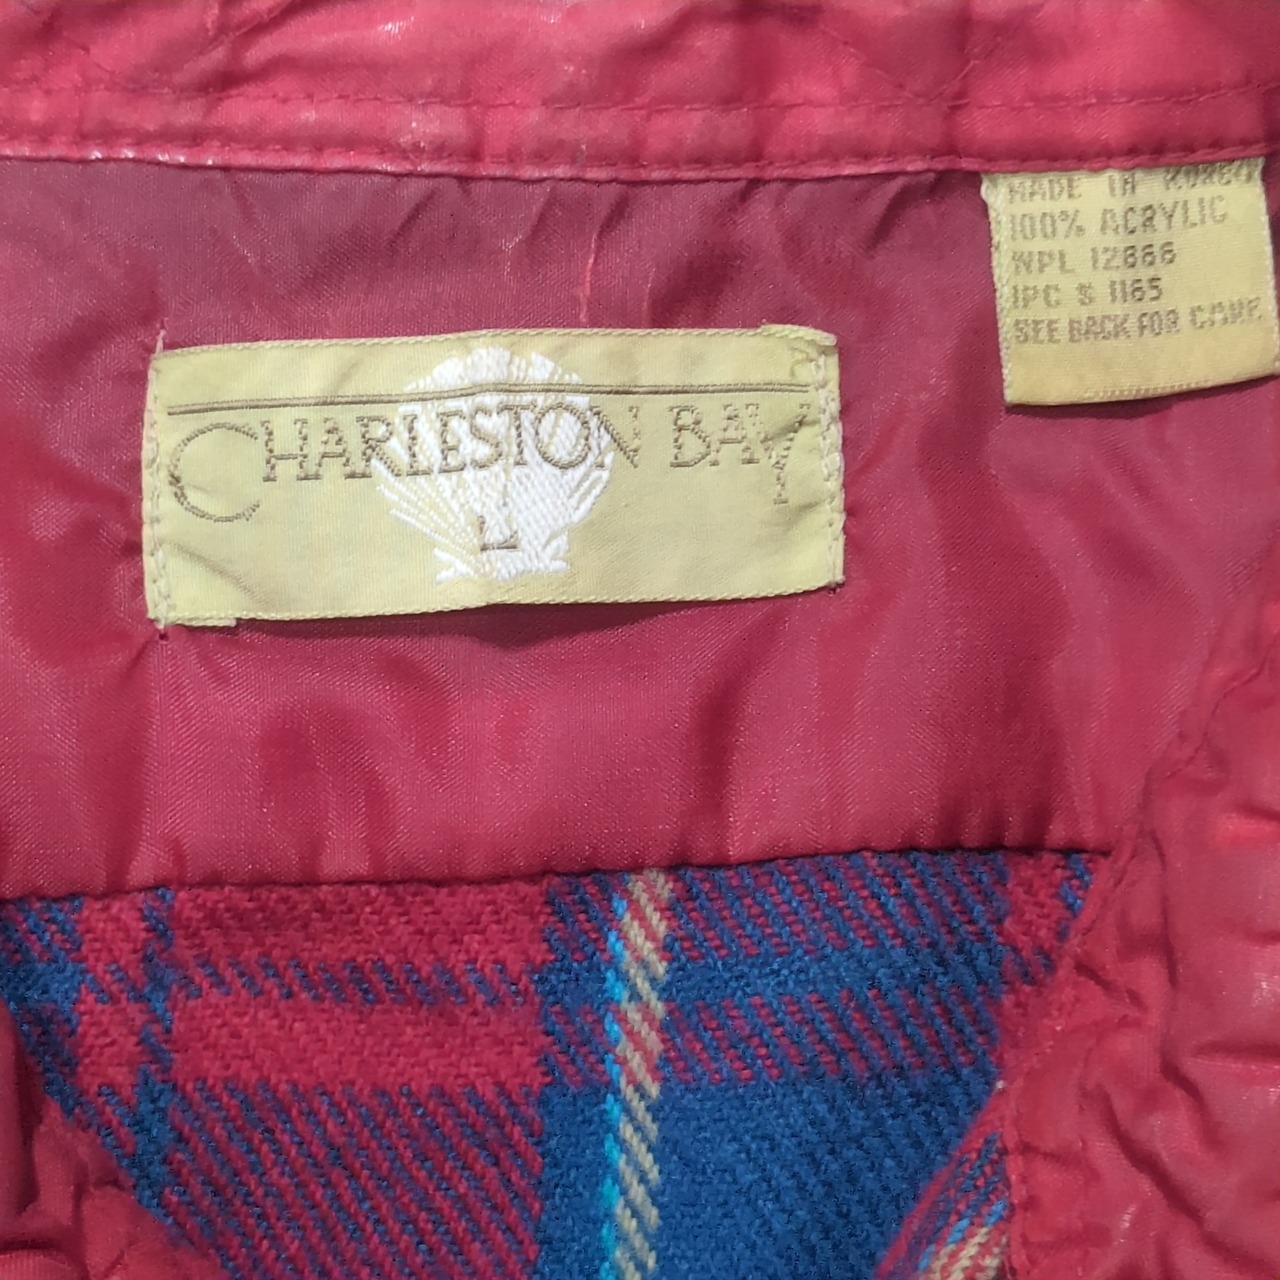 CHARLESTON BAY
L
MADE IN KOREA
100% ACRYLIC
WPL 12866
IPC S 1165
SEE BACK FOR CARE